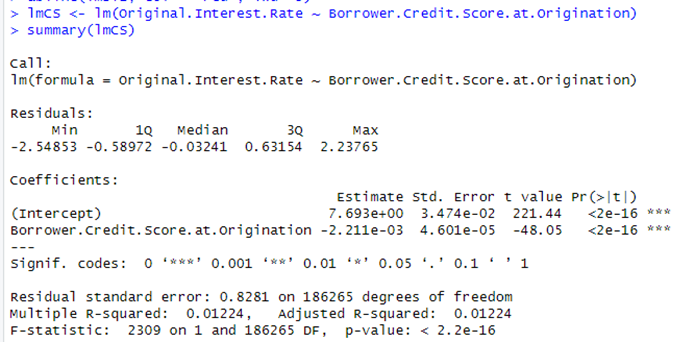 > lmCS <- lm(Original.Interest.Rate ~ Borrower.Credit.Score.at.Origination)
> summary(lmCS)
Call:
lm(formula = Original.Interest.Rate ~ Borrower.Credit.Score.at.Origination)
Residuals:
     Min       1Q   Median       3Q      Max
-2.54853 -0.58972 -0.03241  0.63154  2.23765
Coefficients:
                                       Estimate Std. Error t value Pr(>|t|)
(Intercept)                           7.693e+00  3.474e-02  221.44   <2e-16 ***
Borrower.Credit.Score.at.Origination -2.211e-03  4.601e-05  -48.05   <2e-16 ***
---
Signif. codes:  0 ‘***’ 0.001 ‘**’ 0.01 ‘*’ 0.05 ‘.’ 0.1 ‘ ’ 1
Residual standard error: 0.8281 on 186265 degrees of freedom
Multiple R-squared:  0.01224,	Adjusted R-squared:  0.01224
F-statistic:  2309 on 1 and 186265 DF,  p-value: < 2.2e-16